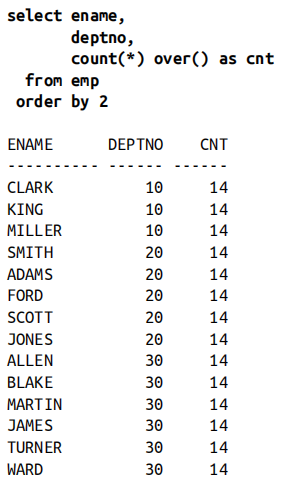 select ename,
       deptno,
       count(*) over() as cnt
  from emp
 order by 2

ENAME      DEPTNO    CNT
---------- ------ ------
CLARK          10     14
KING           10     14
MILLER         10     14
SMITH          20     14
ADAMS          20     14
FORD           20     14
SCOTT          20     14
JONES          20     14
ALLEN          30     14
BLAKE          30     14
MARTIN         30     14
JAMES          30     14
TURNER         30     14
WARD           30     14